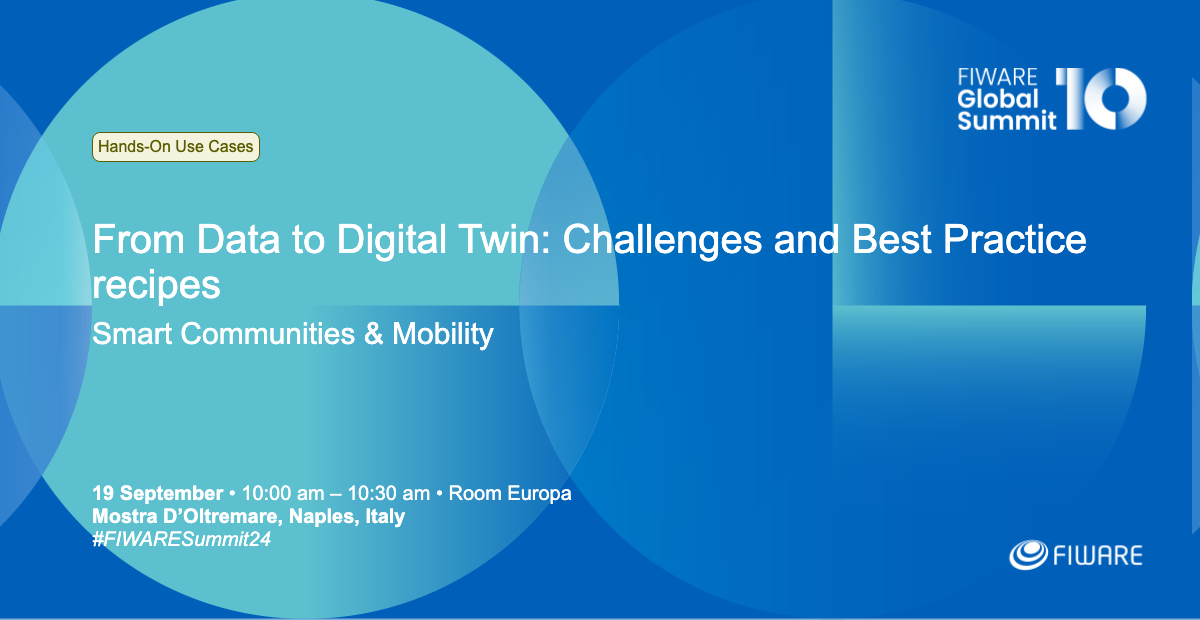 FIWARE
Global
Summit
10
Hands-On Use Cases
From Data to Digital Twin: Challenges and Best Practice
recipes
Smart Communities & Mobility
19 September • 10:00 am – 10:30 am • Room Europa
Mostra D’Oltremare, Naples, Italy
#FIWARESummit24
FIWARE